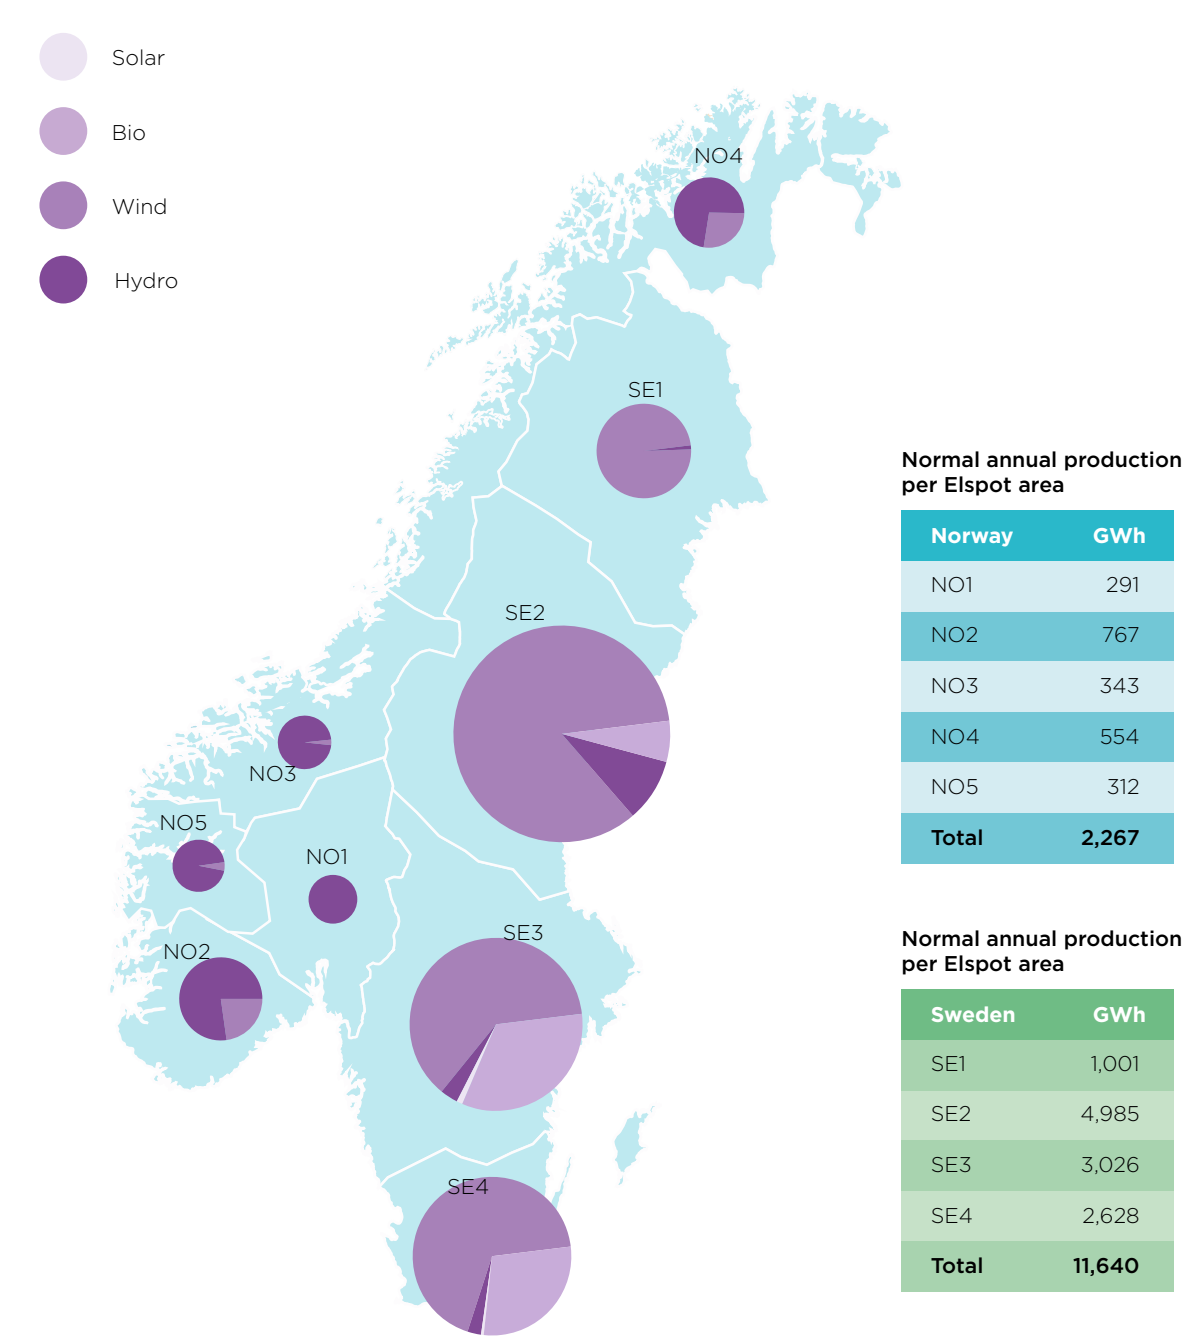 Solar
Bio
Wind
Hydro
NO4
SE1
SE2
NO3
NO5
NO1
NO2
SE3
SE4
Normal annual production
per Elspot area
Norway GWh
NO1 291
NO2 767
NO3 343
NO4 554
NO5 312
Total 2,267
Normal annual production
per Elspot area
Sweden GWh
SE1 1,001
SE2 4,985
SE3 3,026
SE4 2,628
Total 11,640